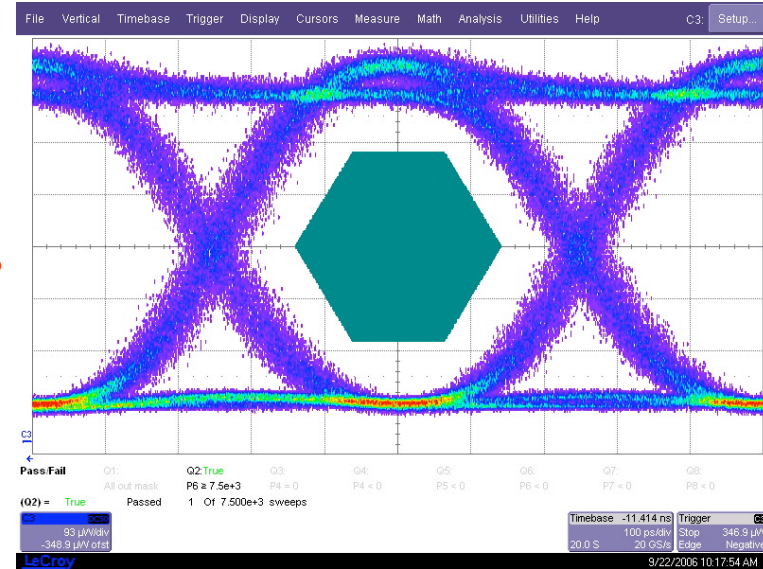 File Vertical Timebase Trigger Display Cursors Measure Math Analysis Utilities Help C3: Setup...
C3
Pass/Fail Q1: Q2:True Q3: Q4: Q5: Q6: Q7: Q8:
All out mask P6 ≥ 7.5e+3 P4 = 0 P4 < 0 P5 < 0 P6 < 0 P7 < 0 P8 < 0
(Q2) = True Passed 1 Of 7.500e+3 sweeps
C3
93 µW/div
-348.9 µW ofst
Timebase -11.414 ns
100 ps/div
20.0 S 20 GS/s
Trigger
Stop 346.9 µW
Edge Negative
LeCroy
9/22/2006 10:17:54 AM